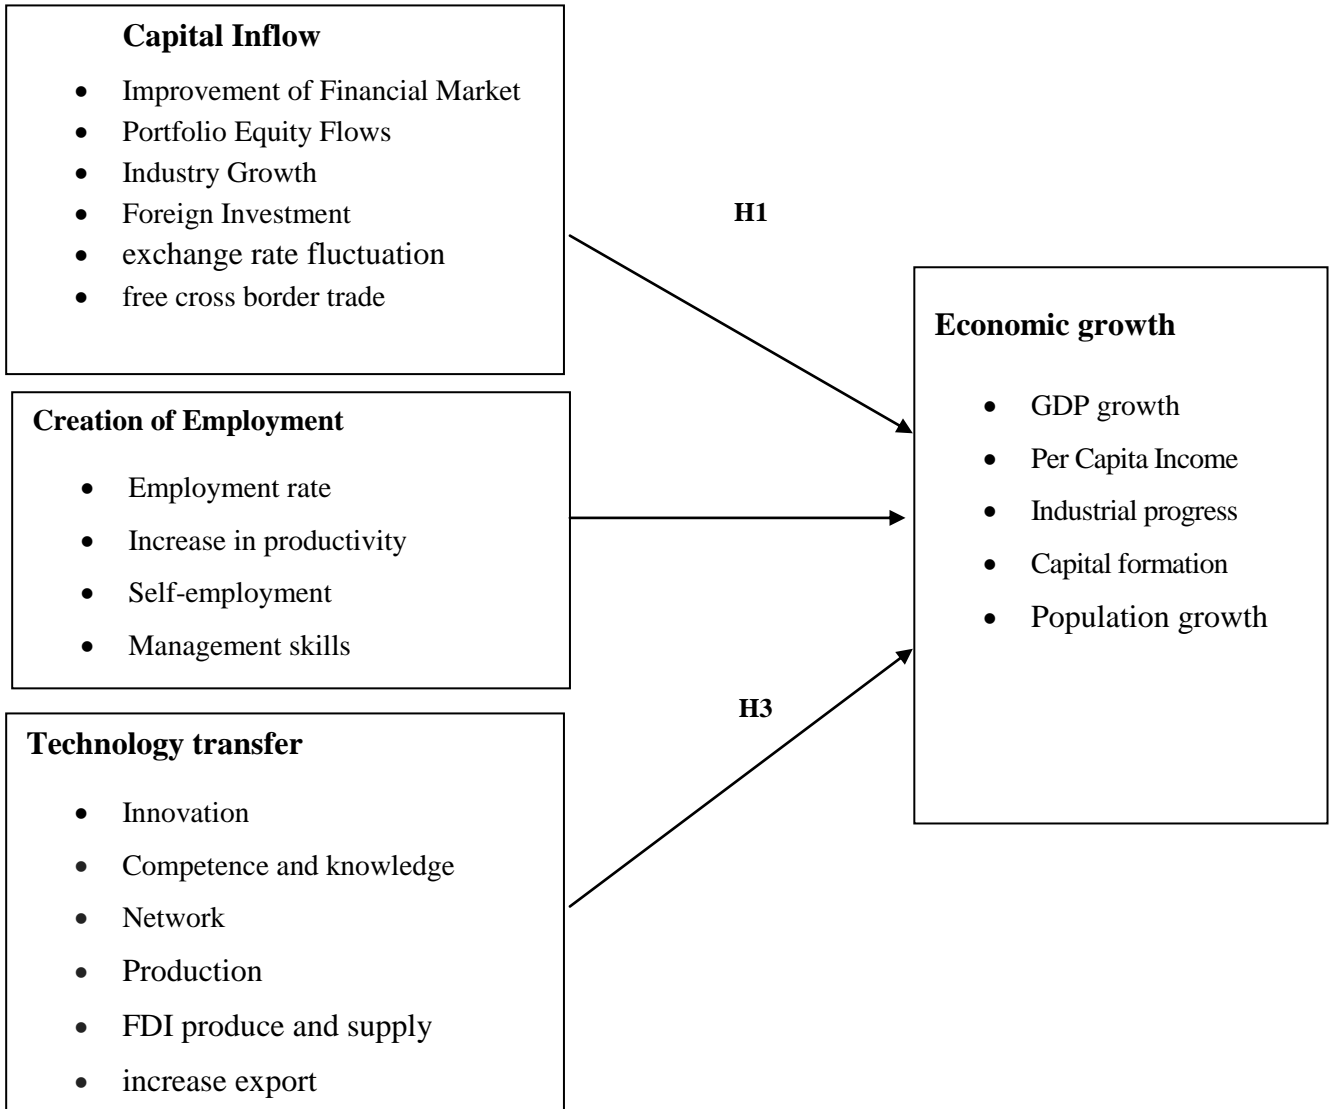 Capital Inflow
• Improvement of Financial Market
• Portfolio Equity Flows
• Industry Growth
• Foreign Investment
• exchange rate fluctuation
• free cross border trade
H1
Creation of Employment
• Employment rate
• Increase in productivity
• Self-employment
• Management skills
Technology transfer
• Innovation
• Competence and knowledge
• Network
• Production
• FDI produce and supply
• increase export
H3
Economic growth
• GDP growth
• Per Capita Income
• Industrial progress
• Capital formation
• Population growth